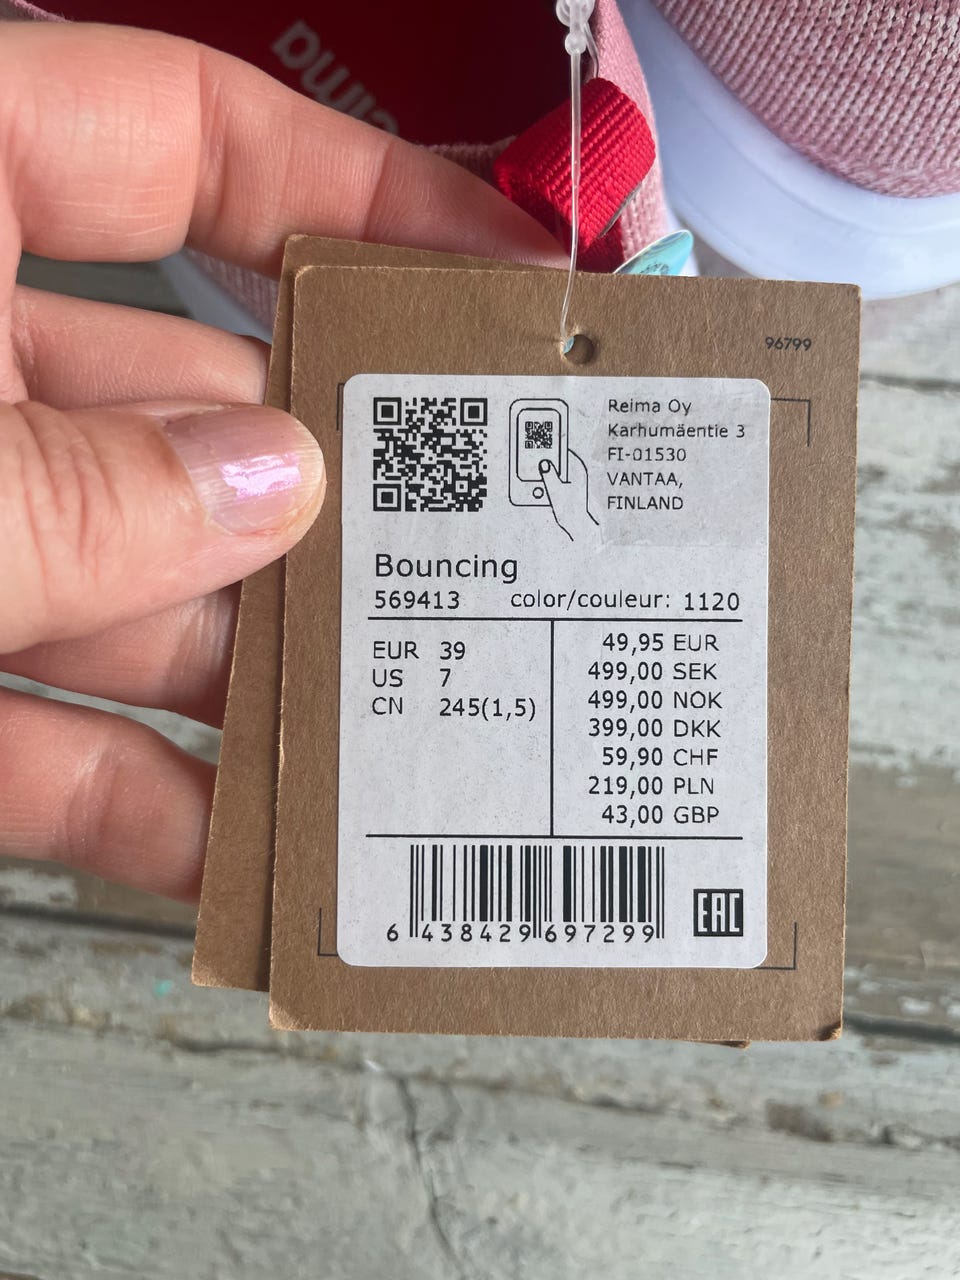 eima
96799
Reima Oy
Karhumäentie 3
FI-01530
VANTAA,
FINLAND
Bouncing
569413 color/couleur: 1120
EUR 39
US 7
CN 245(1,5)
49,95 EUR
499,00 SEK
499,00 NOK
399,00 DKK
59,90 CHF
219,00 PLN
43,00 GBP
6 438429 697299
EAC